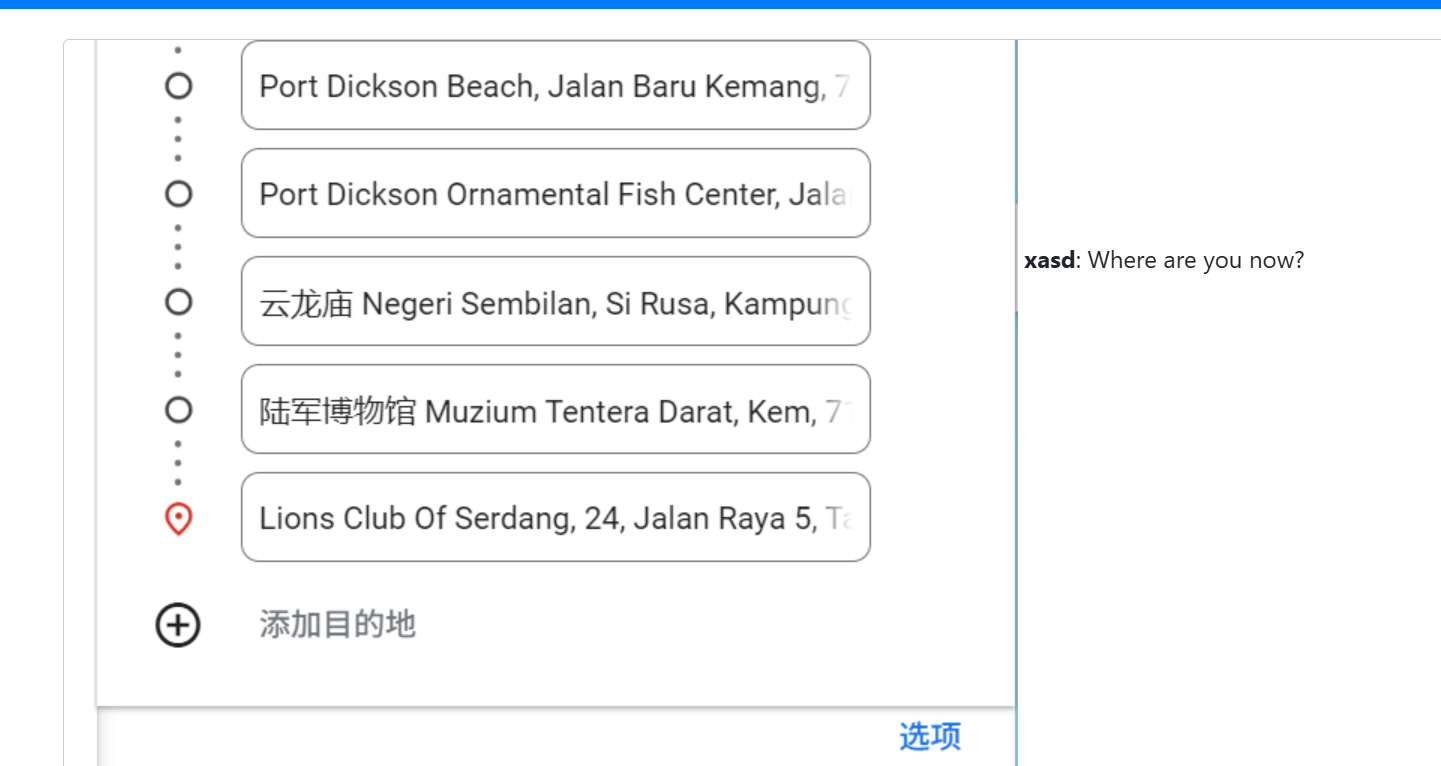 Port Dickson Beach, Jalan Baru Kemang, 7
Port Dickson Ornamental Fish Center, Jala
云龙庙 Negeri Sembilan, Si Rusa, Kampung
陆军博物馆 Muzium Tentera Darat, Kem, 71
Lions Club Of Serdang, 24, Jalan Raya 5, Ta
添加目的地
选项
xasd: Where are you now?